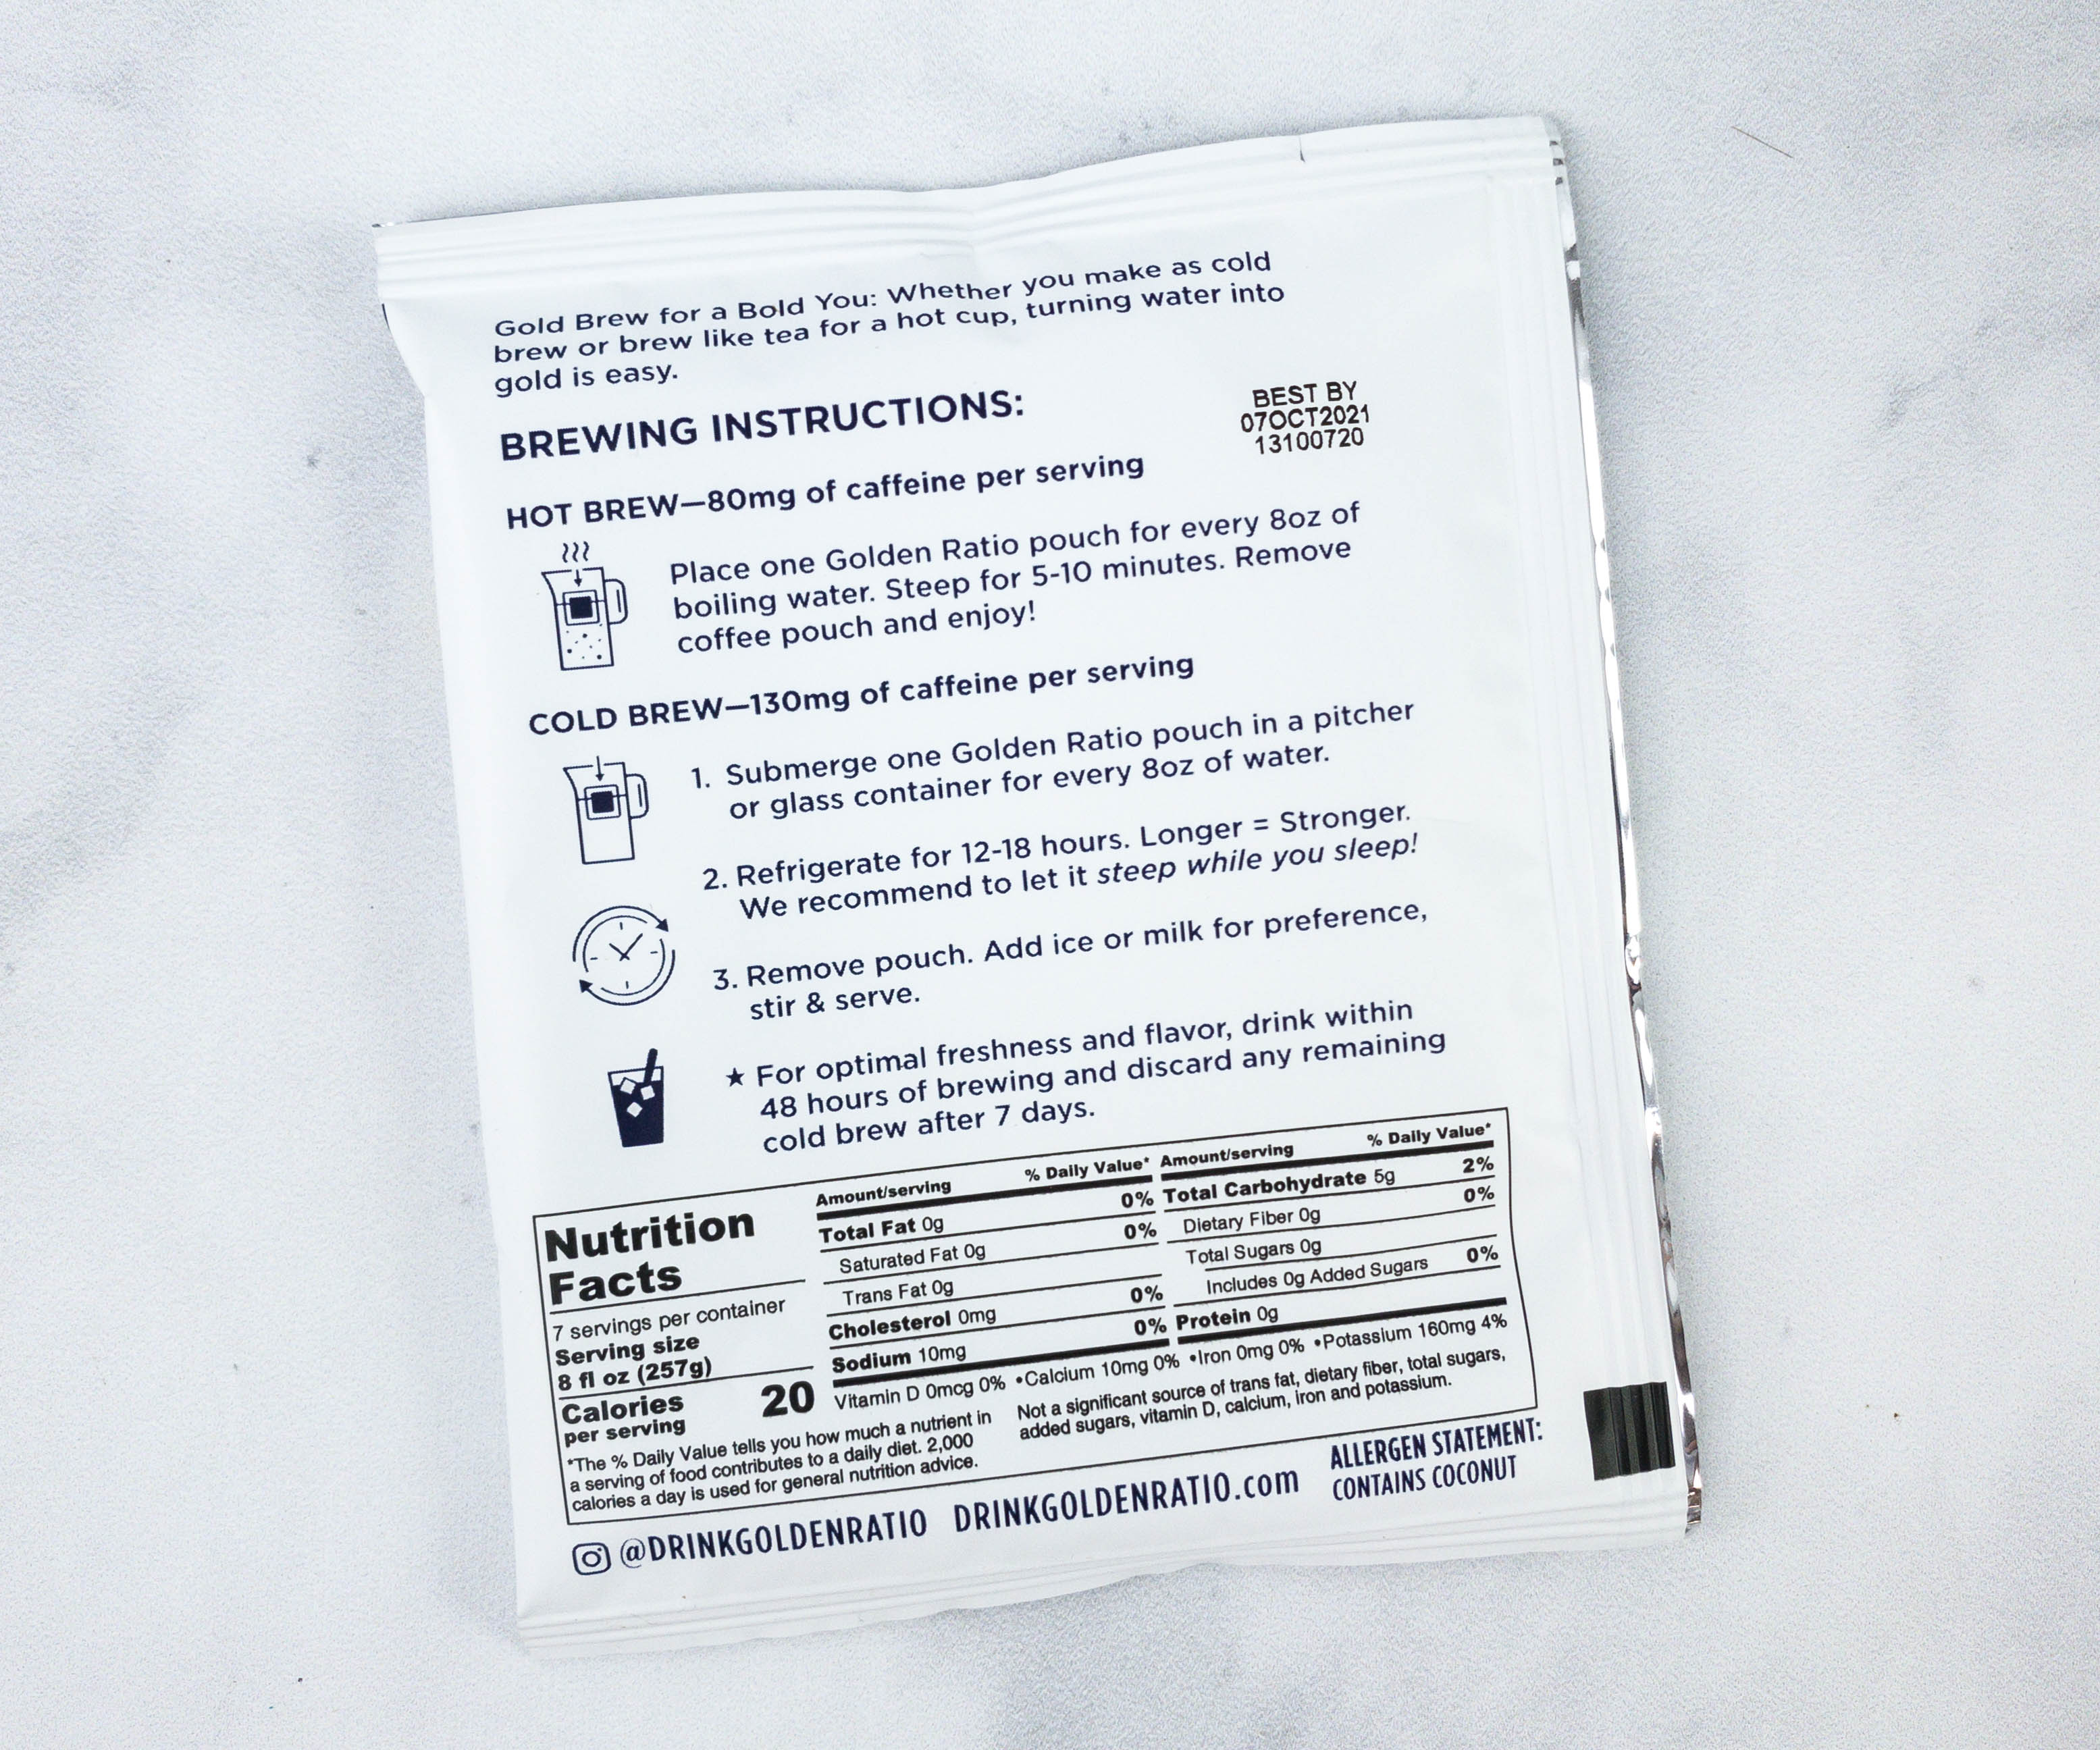 Gold Brew for a Bold You: Whether you make as cold
brew or brew like tea for a hot cup, turning water into
gold is easy.
BREWING INSTRUCTIONS:
BEST BY
07OCT2021
13100720
HOT BREW—80mg of caffeine per serving
Place one Golden Ratio pouch for every 8oz of
boiling water. Steep for 5-10 minutes. Remove
coffee pouch and enjoy!
COLD BREW—130mg of caffeine per serving
1. Submerge one Golden Ratio pouch in a pitcher
or glass container for every 8oz of water.
2. Refrigerate for 12-18 hours. Longer = Stronger.
We recommend to let it steep while you sleep!
3. Remove pouch. Add ice or milk for preference,
stir & serve.
★ For optimal freshness and flavor, drink within
48 hours of brewing and discard any remaining
cold brew after 7 days.
Nutrition
Facts
7 servings per container
Serving size
8 fl oz (257g)
Calories 20
per serving
Amount/serving % Daily Value*
Total Fat 0g 0%
Saturated Fat 0g 0%
Trans Fat 0g
Cholesterol 0mg 0%
Sodium 10mg 0%
Amount/serving % Daily Value*
Total Carbohydrate 5g 2%
Dietary Fiber 0g 0%
Total Sugars 0g
Includes 0g Added Sugars 0%
Protein 0g
Vitamin D 0mcg 0% •Calcium 10mg 0% •Iron 0mg 0% •Potassium 160mg 4%
*The % Daily Value tells you how much a nutrient in
a serving of food contributes to a daily diet. 2,000
calories a day is used for general nutrition advice.
Not a significant source of trans fat, dietary fiber, total sugars,
added sugars, vitamin D, calcium, iron and potassium.
@DRINKGOLDENRATIO DRINKGOLDENRATIO.com
ALLERGEN STATEMENT:
CONTAINS COCONUT